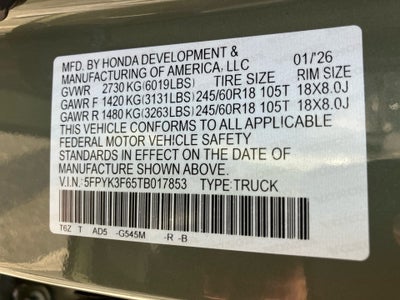 MFD. BY HONDA DEVELOPMENT &
MANUFACTURING OF AMERICA, LLC 01/'26
GVWR 2730 KG(6019LBS) TIRE SIZE RIM SIZE
GAWR F 1420 KG(3131LBS) 245/60R18 105T 18X8.0J
GAWR R 1480 KG(3263LBS) 245/60R18 105T 18X8.0J
THIS VEHICLE CONFORMS TO ALL APPLICABLE
FEDERAL MOTOR VEHICLE SAFETY
STANDARDS IN EFFECT ON THE DATE OF
MANUFACTURE SHOWN ABOVE.
V.I.N.: 5FPYK3F65TB017853 TYPE:TRUCK
T6Z T AD5 -G545M -R -B